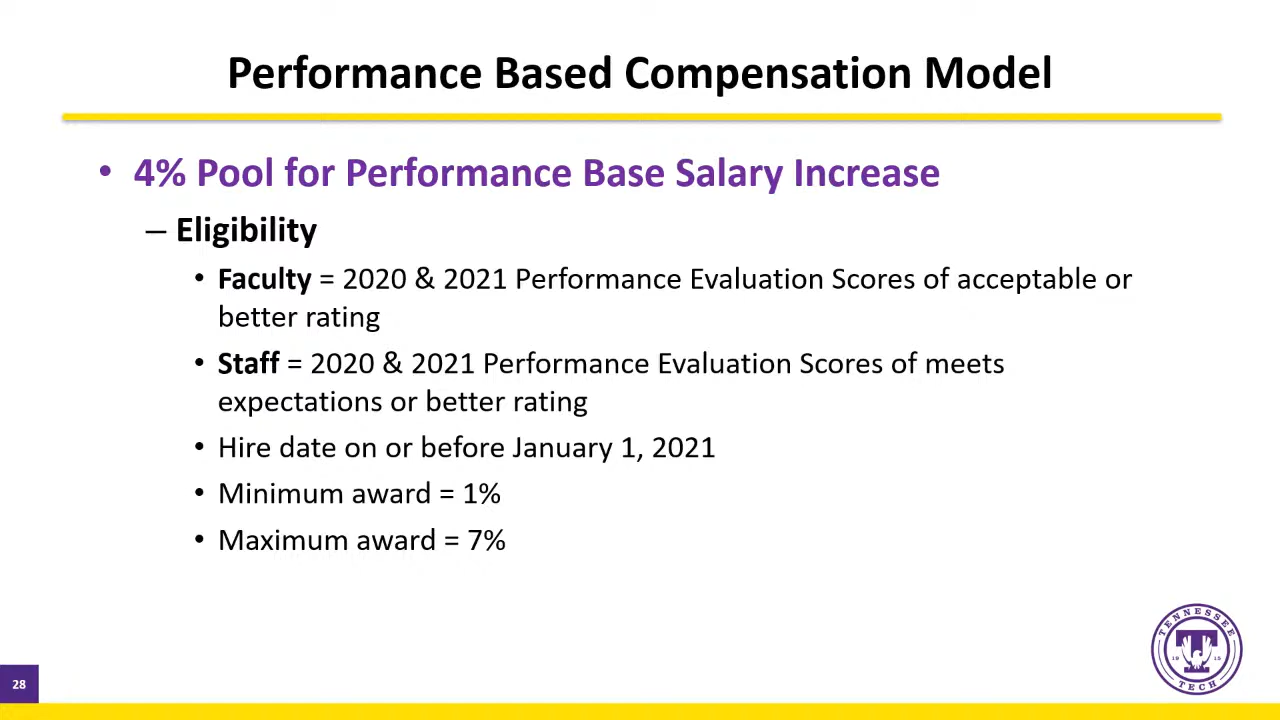 Performance Based Compensation Model
• 4% Pool for Performance Base Salary Increase
– Eligibility
• Faculty = 2020 & 2021 Performance Evaluation Scores of acceptable or
better rating
• Staff = 2020 & 2021 Performance Evaluation Scores of meets
expectations or better rating
• Hire date on or before January 1, 2021
• Minimum award = 1%
• Maximum award = 7%
TENNESSEE
T
19 15
TECH
28